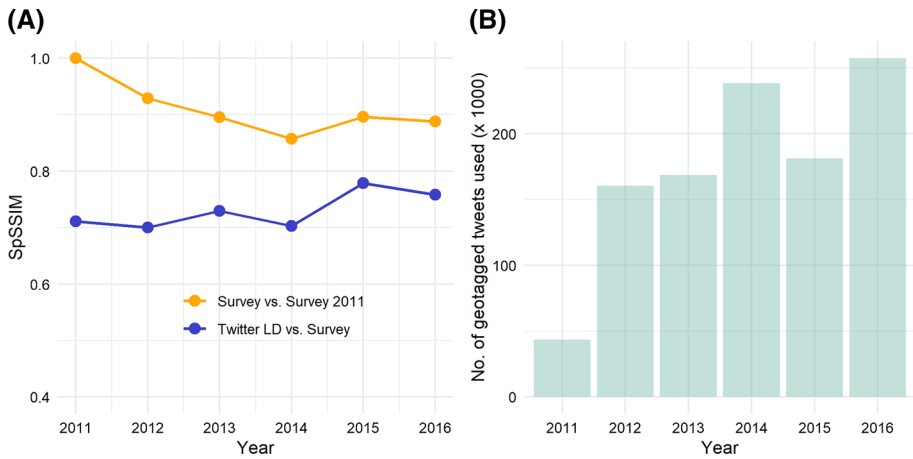 (A)
SpSSIM
1.0
0.8
0.6
0.4
Survey vs. Survey 2011
Twitter LD vs. Survey
2011 2012 2013 2014 2015 2016
Year
(B)
No. of geotagged tweets used (x 1000)
200
100
0
2011 2012 2013 2014 2015 2016
Year